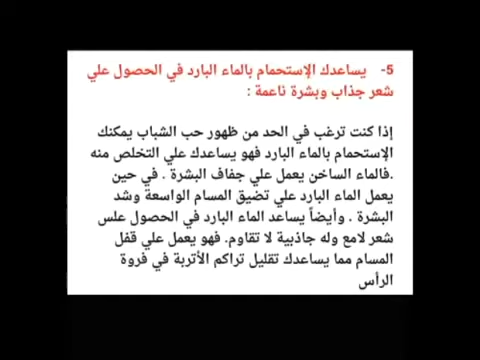 5- يساعدك الإستحمام بالماء البارد في الحصول علي
شعر جذاب وبشرة ناعمة :
إذا كنت ترغب في الحد من ظهور حب الشباب يمكنك
الإستحمام بالماء البارد فهو يساعدك علي التخلص منه
.فالماء الساخن يعمل علي جفاف البشرة . في حين
يعمل الماء البارد علي تضيق المسام الواسعة وشد
البشرة . وأيضاً يساعد الماء البارد في الحصول علس
شعر لامع وله جاذبية لا تقاوم. فهو يعمل علي قفل
المسام مما يساعدك تقليل تراكم الأتربة في فروة
الرأس